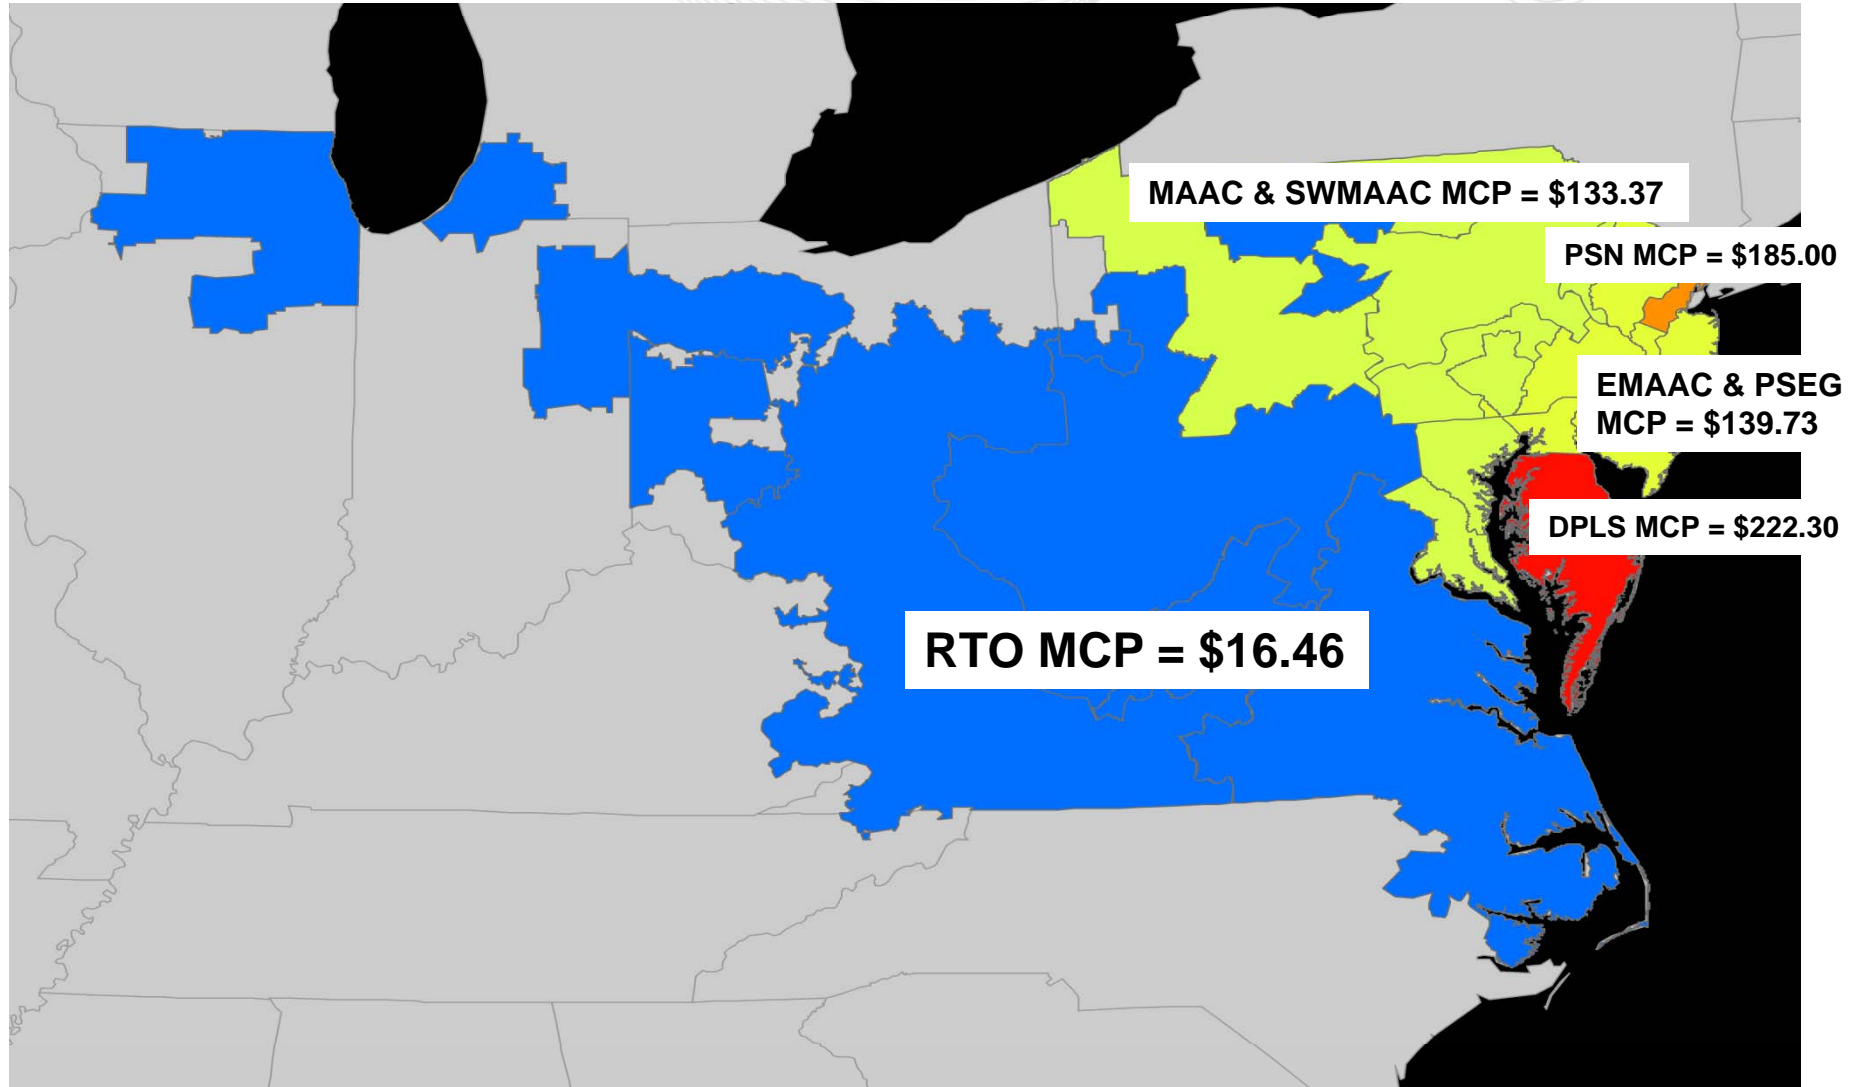 MAAC & SWMAAC MCP = $133.37
PSN MCP = $185.00
EMAAC & PSEG
MCP = $139.73
DPLS MCP = $222.30
RTO MCP = $16.46